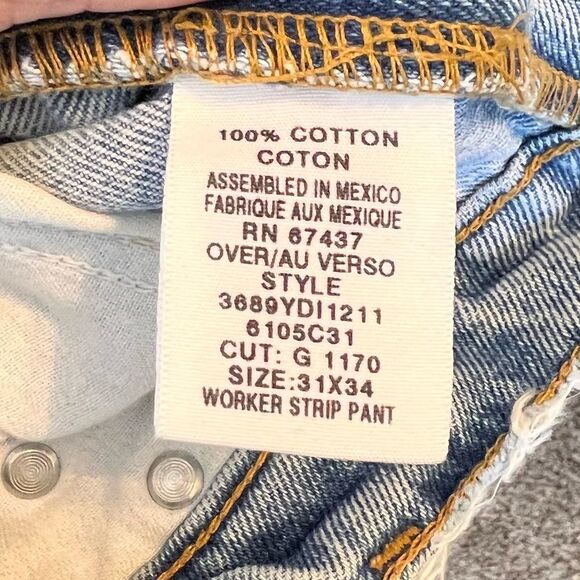 100% COTTON
COTON
ASSEMBLED IN MEXICO
FABRIQUE AUX MEXIQUE
RN 67437
OVER/AU VERSO
STYLE
3689YDI1211
6105C31
CUT: G 1170
SIZE:31X34
WORKER STRIP PANT